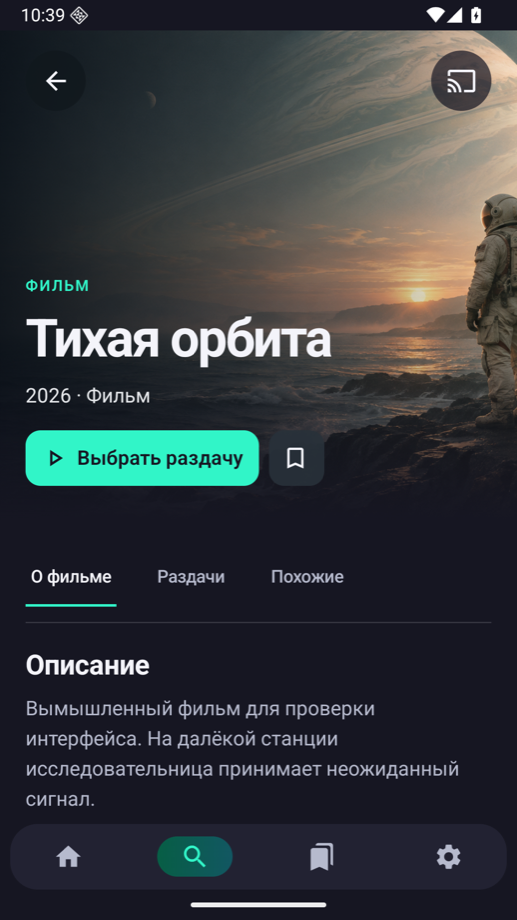 10:39
ФИЛЬМ
Тихая орбита
2026 · Фильм
Выбрать раздачу
О фильме Раздачи Похожие
Описание
Вымышленный фильм для проверки
интерфейса. На далёкой станции
исследовательница принимает неожиданный
сигнал.